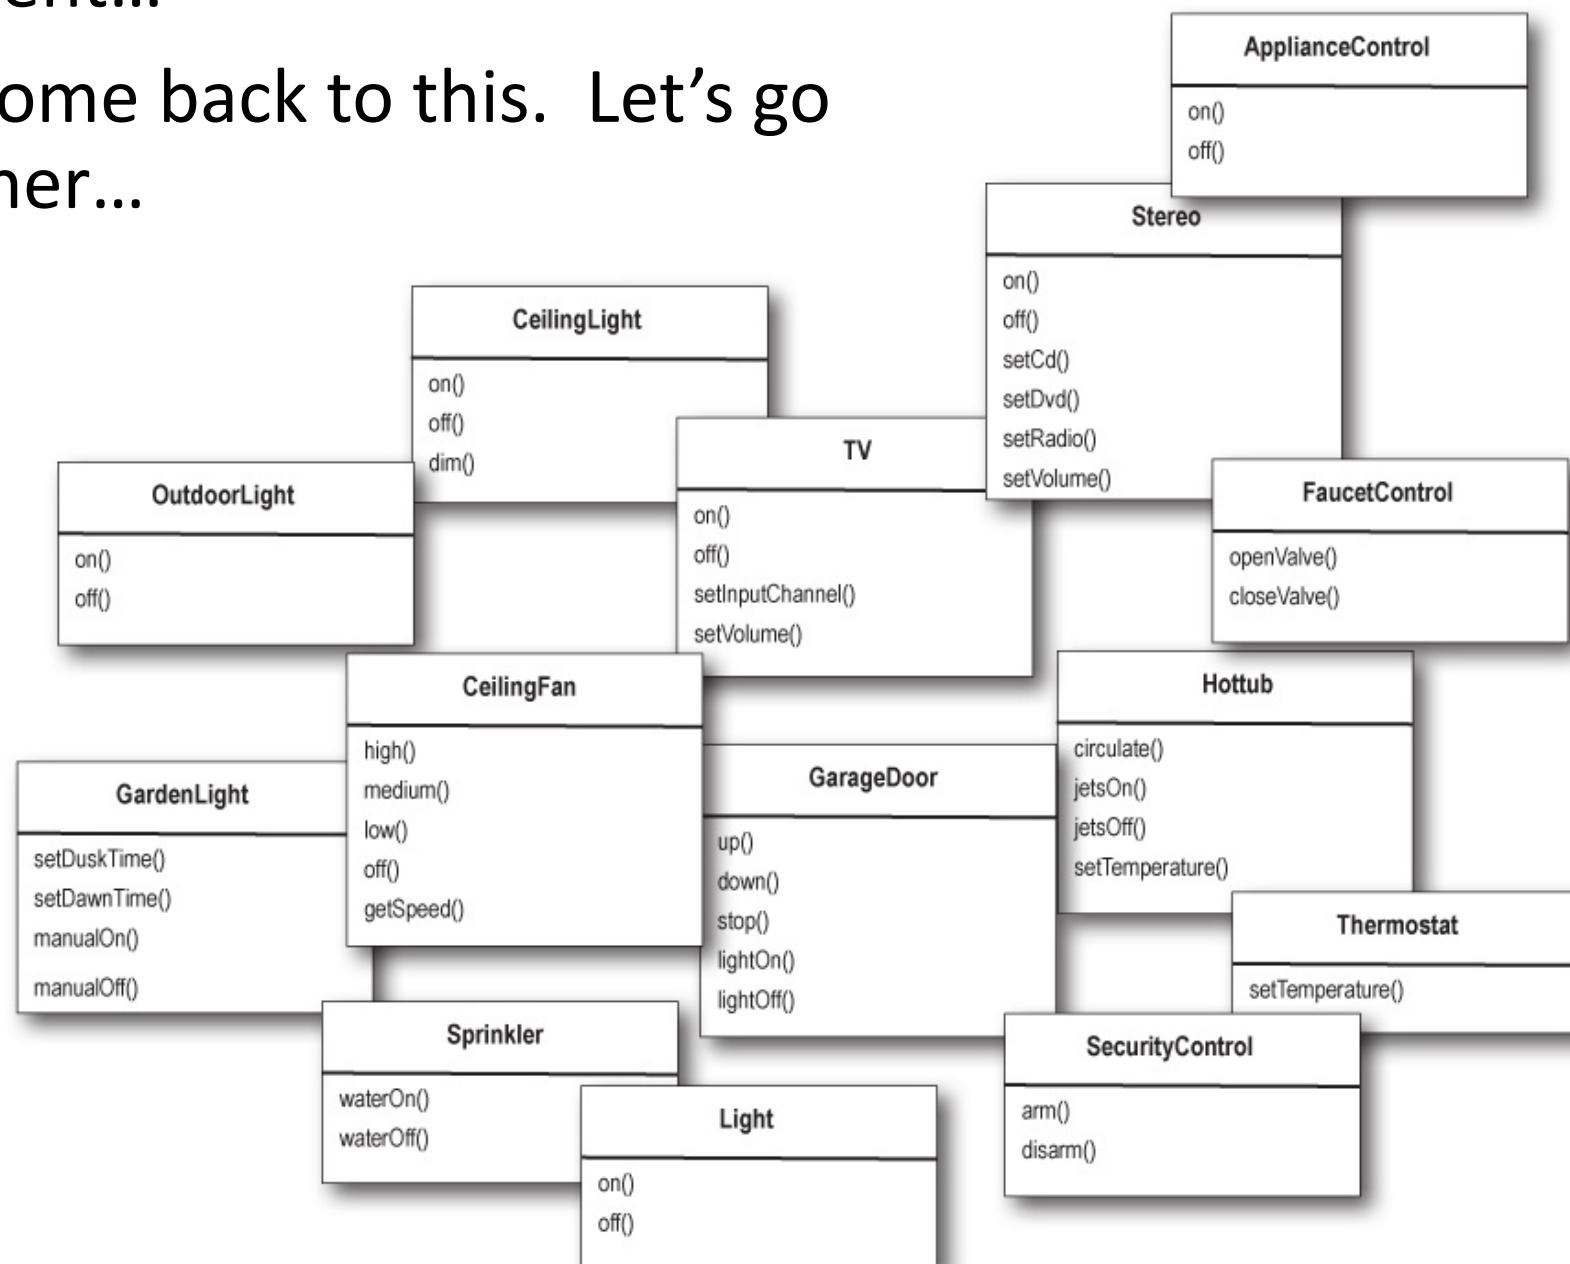 ome back to this.  Let’s go
ApplianceControl
on()
off()
Stereo
on()
off()
setCd()
setDvd()
setRadio()
setVolume()
CeilingLight
on()
off()
dim()
TV
on()
off()
setInputChannel()
setVolume()
OutdoorLight
on()
off()
FaucetControl
openValve()
closeValve()
CeilingFan
high()
medium()
low()
off()
getSpeed()
Hottub
circulate()
jetsOn()
jetsOff()
setTemperature()
GardenLight
setDuskTime()
setDawnTime()
manualOn()
manualOff()
GarageDoor
up()
down()
stop()
lightOn()
lightOff()
Thermostat
setTemperature()
Sprinkler
waterOn()
waterOff()
SecurityControl
arm()
disarm()
Light
on()
off()